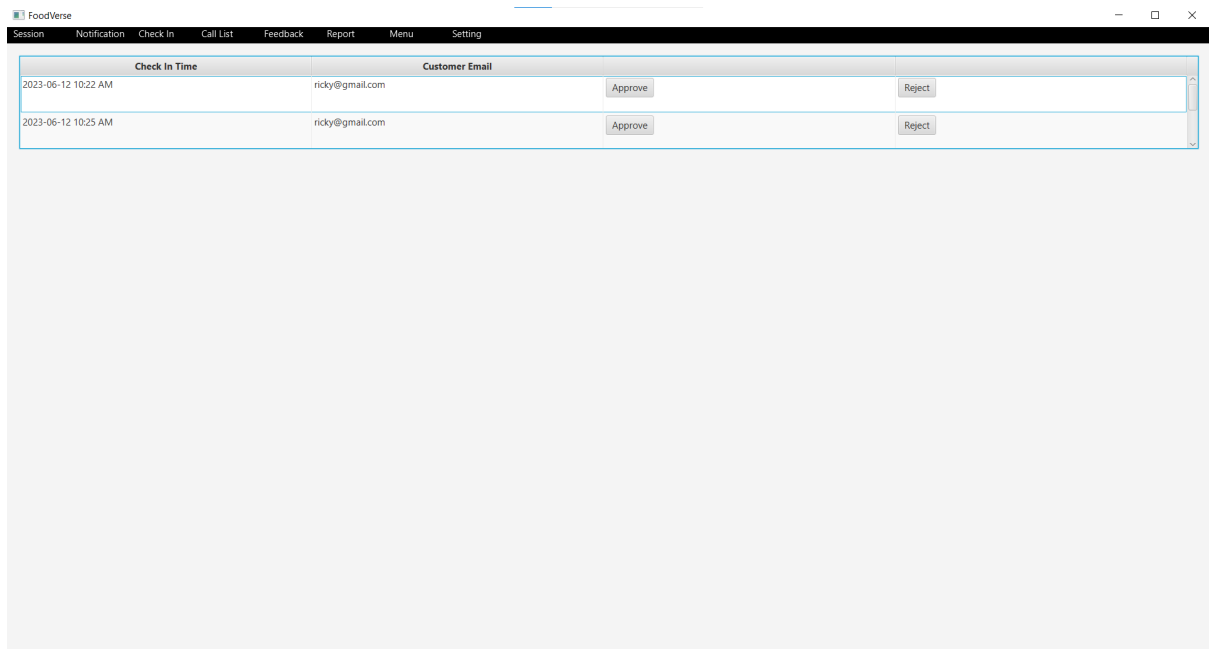 FoodVerse
Session Notification Check In Call List Feedback Report Menu Setting
Check In Time Customer Email
2023-06-12 10:22 AM ricky@gmail.com Approve Reject
2023-06-12 10:25 AM ricky@gmail.com Approve Reject